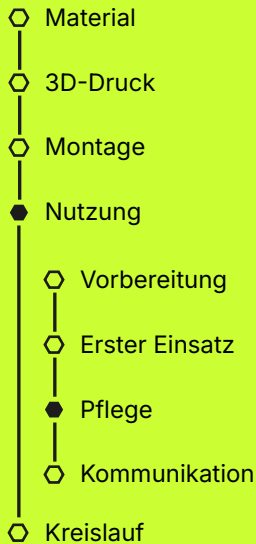 Material
3D-Druck
Montage
Nutzung
Vorbereitung
Erster Einsatz
Pflege
Kommunikation
Kreislauf